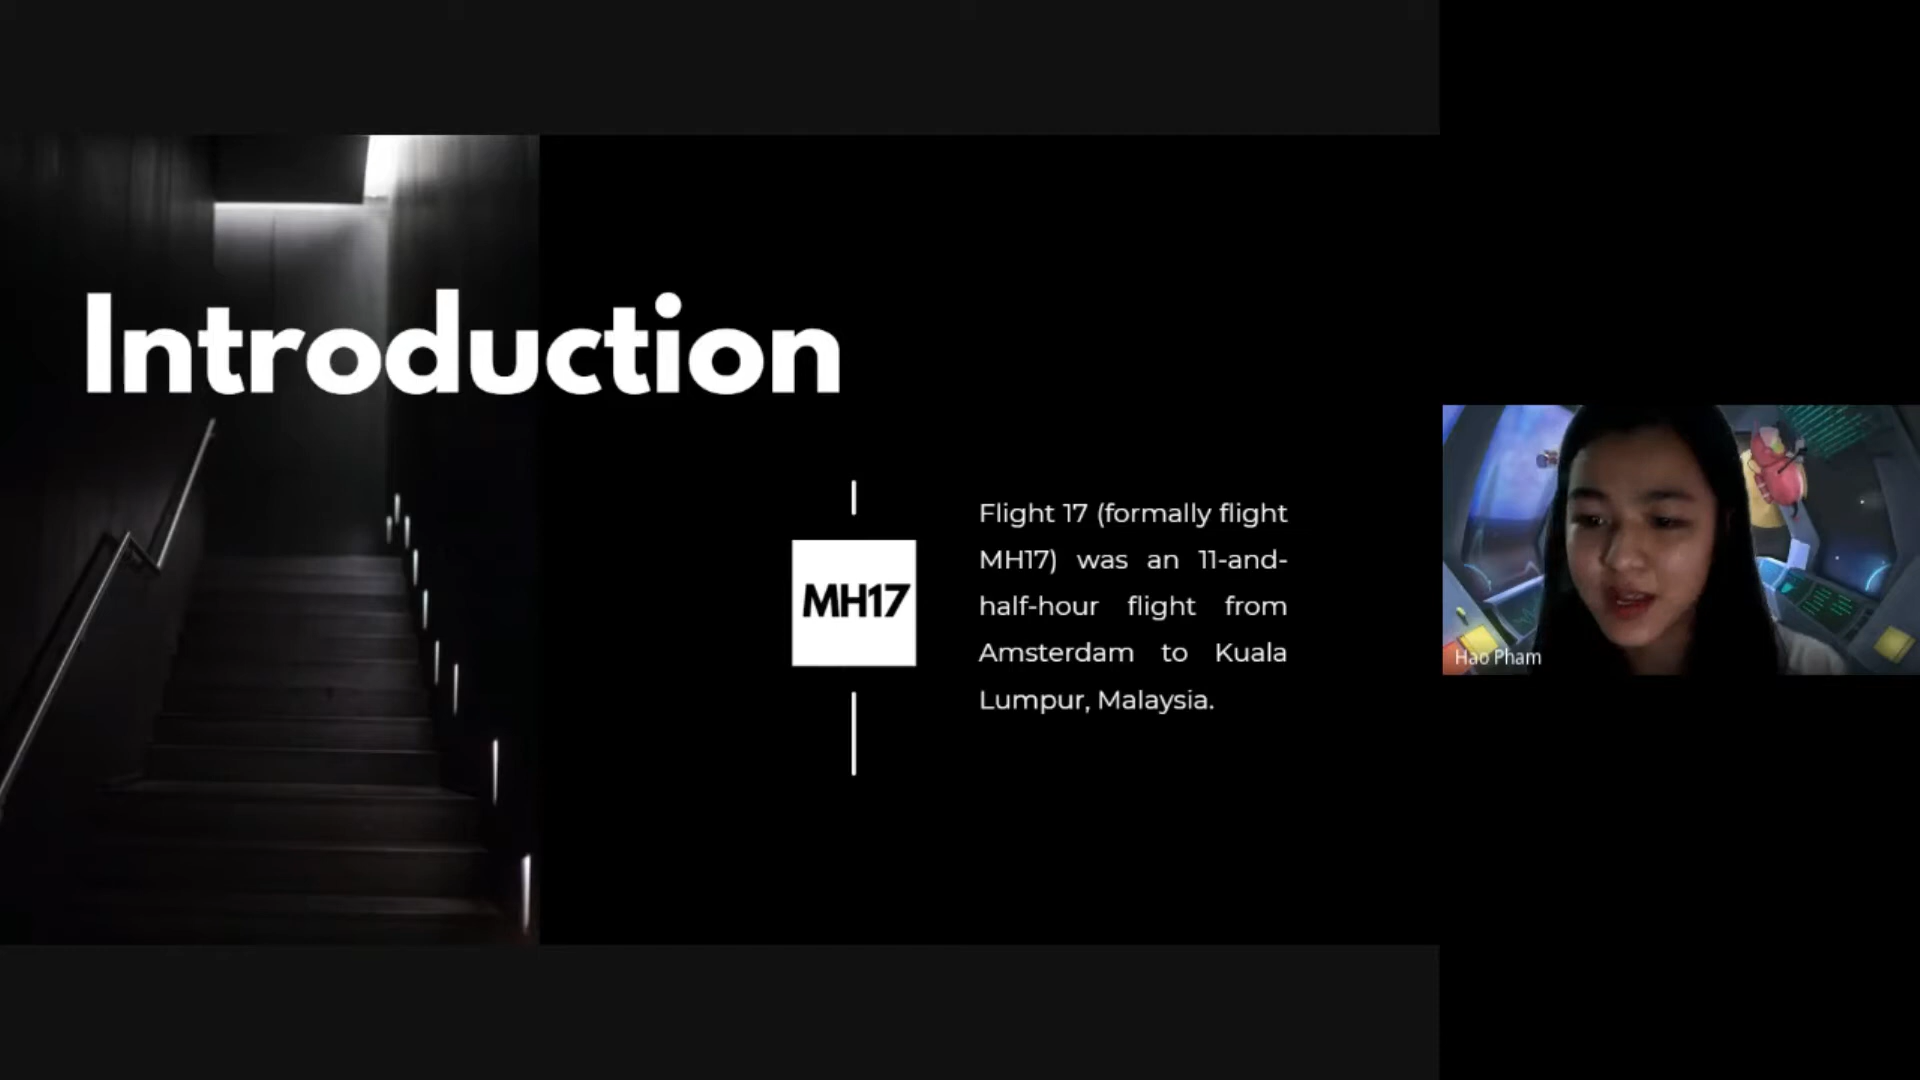 Introduction
MH17
Flight 17 (formally flight
MH17) was an 11-and-
half-hour flight from
Amsterdam to Kuala
Lumpur, Malaysia.
Hao Pham